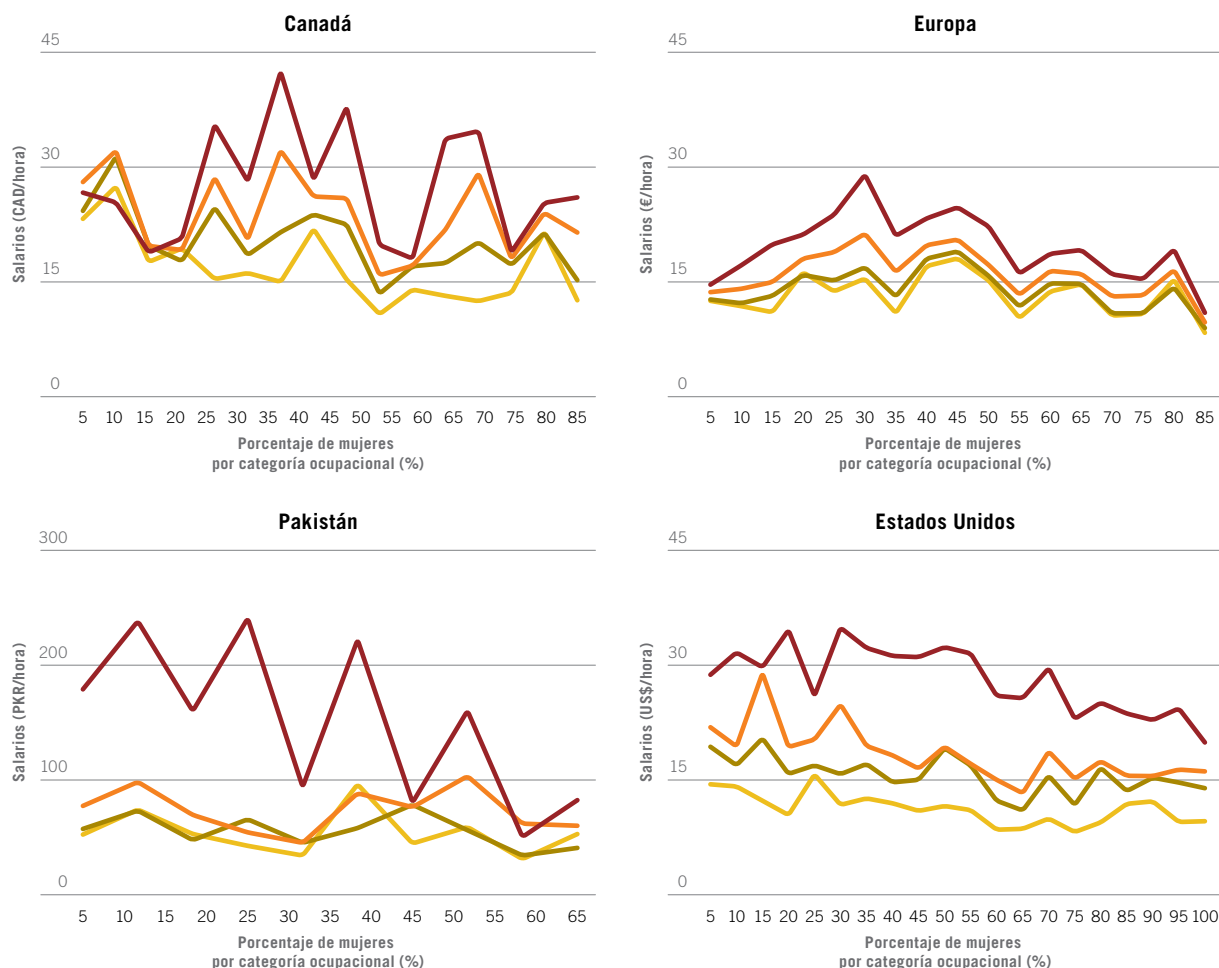 Canadá
45
30
15
0
Salarios (CAD/hora)
5 10 15 20 25 30 35 40 45 50 55 60 65 70 75 80 85
Porcentaje de mujeres
por categoría ocupacional (%)
Europa
45
30
15
0
Salarios (€/hora)
5 10 15 20 25 30 35 40 45 50 55 60 65 70 75 80 85
Porcentaje de mujeres
por categoría ocupacional (%)
Pakistán
300
200
100
0
Salarios (PKR/hora)
5 10 15 20 25 30 35 40 45 50 55 60 65
Porcentaje de mujeres
por categoría ocupacional (%)
Estados Unidos
45
30
15
0
Salarios (US$/hora)
5 10 15 20 25 30 35 40 45 50 55 60 65 70 75 80 85 90 95 100
Porcentaje de mujeres
por categoría ocupacional (%)